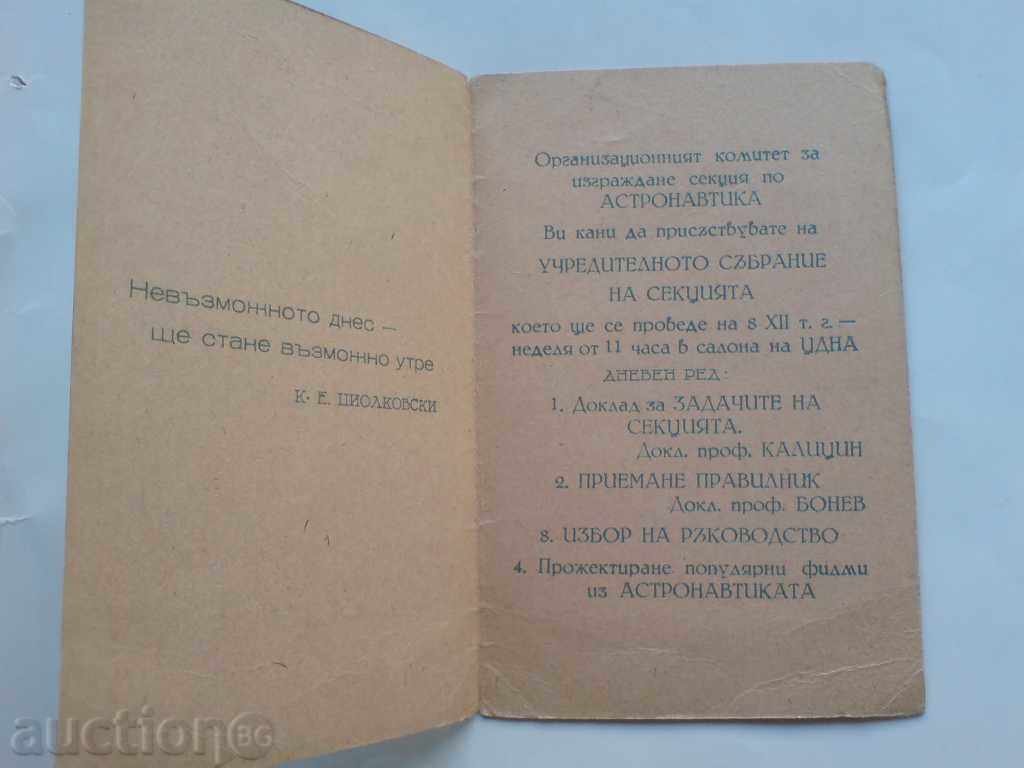 Невъзможното днес —
ще стане възможно утре
К. Е. ЦИОЛКОВСКИ
Организационният комитет за
изграждане секция по
АСТРОНАВТИКА
Ви кани да присъствувате на
УЧРЕДИТЕЛНОТО СЪБРАНИЕ
НА СЕКЦИЯТА
което ще се проведе на 8 XII т. г. —
неделя от 11 часа в салона на ЦДНА
ДНЕВЕН РЕД:
1. Доклад за ЗАДАЧИТЕ НА
СЕКЦИЯТА.
Докл. проф. КАЛИЦИН
2. ПРИЕМАНЕ ПРАВИЛНИК
Докл. проф. БОНЕВ
8. ИЗБОР НА РЪКОВОДСТВО
4. Прожектиране популярни филми
из АСТРОНАВТИКАТА
auction BG